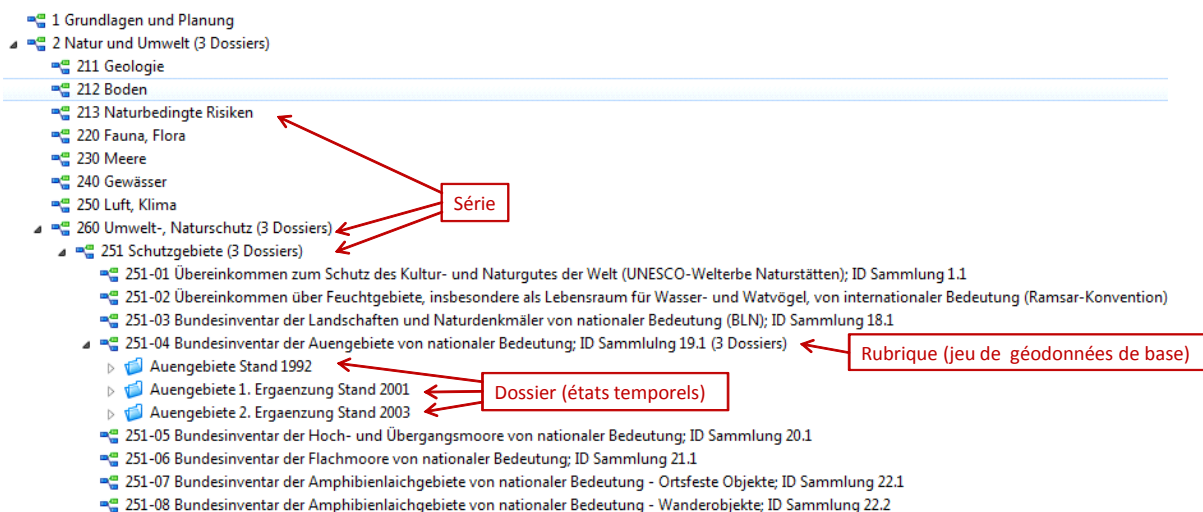 1 Grundlagen und Planung
2 Natur und Umwelt (3 Dossiers)
211 Geologie
212 Boden
213 Naturbedingte Risiken
220 Fauna, Flora
230 Meere
240 Gewässer
250 Luft, Klima
Série
260 Umwelt-, Naturschutz (3 Dossiers)
251 Schutzgebiete (3 Dossiers)
251-01 Übereinkommen zum Schutz des Kultur- und Naturgutes der Welt (UNESCO-Welterbe Naturstätten); ID Sammlung 1.1
251-02 Übereinkommen über Feuchtgebiete, insbesondere als Lebensraum für Wasser- und Watvögel, von internationaler Bedeutung (Ramsar-Konvention)
251-03 Bundesinventar der Landschaften und Naturdenkmäler von nationaler Bedeutung (BLN); ID Sammlung 18.1
251-04 Bundesinventar der Auengebiete von nationaler Bedeutung; ID Sammlulng 19.1 (3 Dossiers)
Rubrique (jeu de géodonnées de base)
Auengebiete Stand 1992
Auengebiete 1. Ergaenzung Stand 2001
Dossier (états temporels)
Auengebiete 2. Ergaenzung Stand 2003
251-05 Bundesinventar der Hoch- und Übergangsmoore von nationaler Bedeutung; ID Sammlung 20.1
251-06 Bundesinventar der Flachmoore von nationaler Bedeutung; ID Sammlung 21.1
251-07 Bundesinventar der Amphibienlaichgebiete von nationaler Bedeutung - Ortsfeste Objekte; ID Sammlung 22.1
251-08 Bundesinventar der Amphibienlaichgebiete von nationaler Bedeutung - Wanderobjekte; ID Sammlung 22.2